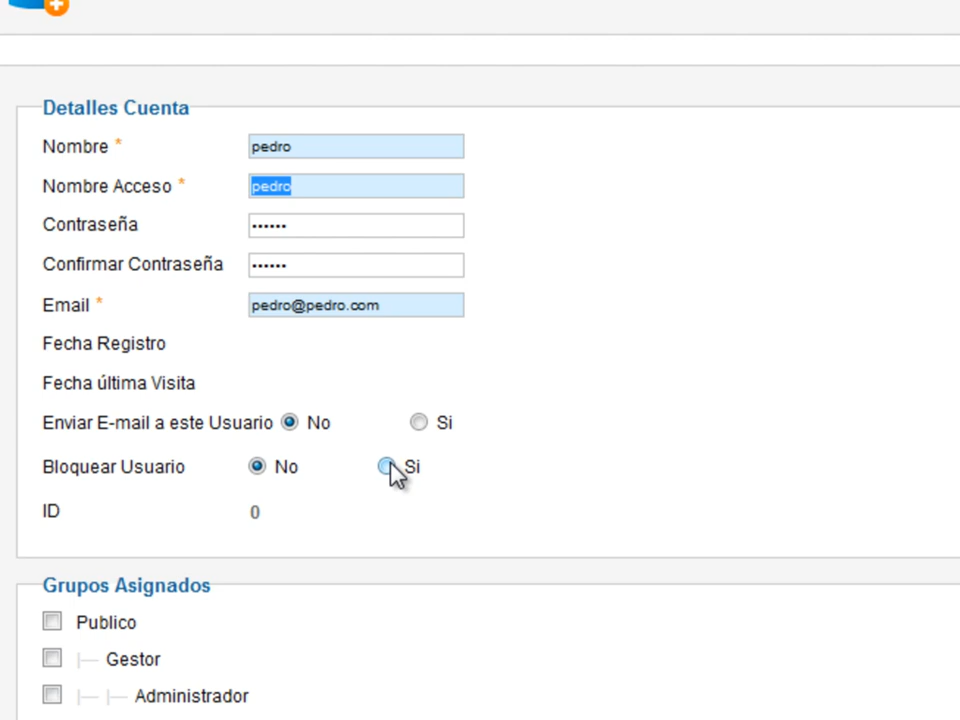 Detalles Cuenta
Nombre * pedro
Nombre Acceso * pedro
Contraseña ••••••
Confirmar Contraseña ••••••
Email * pedro@pedro.com
Fecha Registro
Fecha última Visita
Enviar E-mail a este Usuario No Si
Bloquear Usuario No Si
ID 0
Grupos Asignados
Publico
|— Gestor
|— |— Administrador